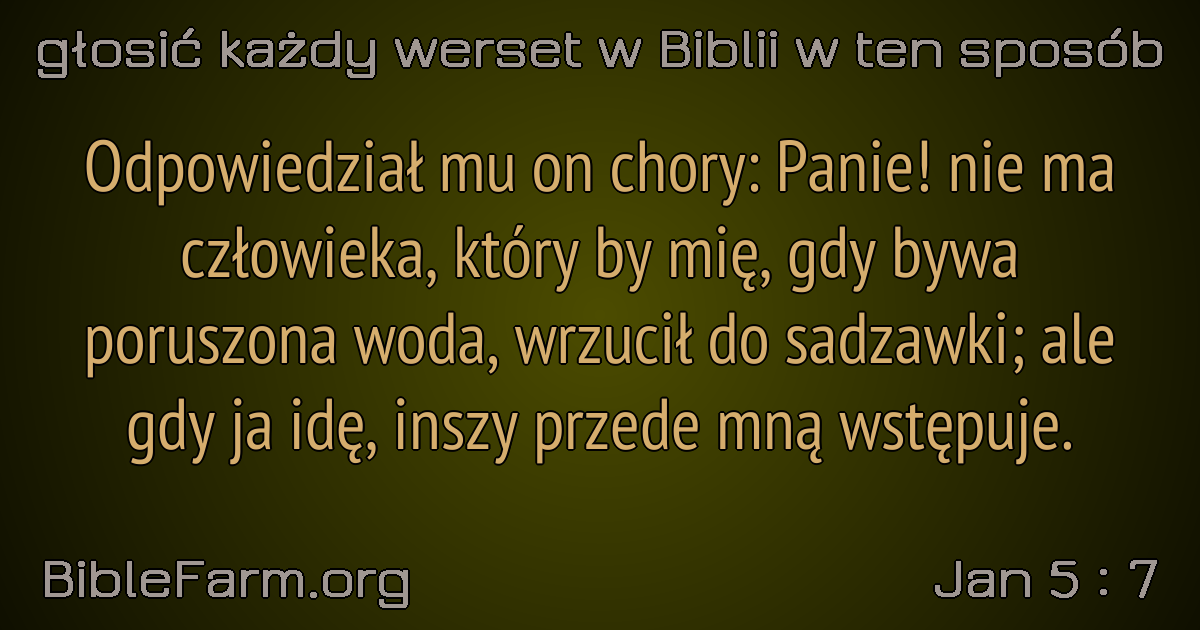 głosić każdy werset w Biblii w ten sposób
Odpowiedział mu on chory: Panie! nie ma
człowieka, który by mię, gdy bywa
poruszona woda, wrzucił do sadzawki; ale
gdy ja idę, inszy przede mną wstępuje.
BibleFarm.org
Jan 5 : 7